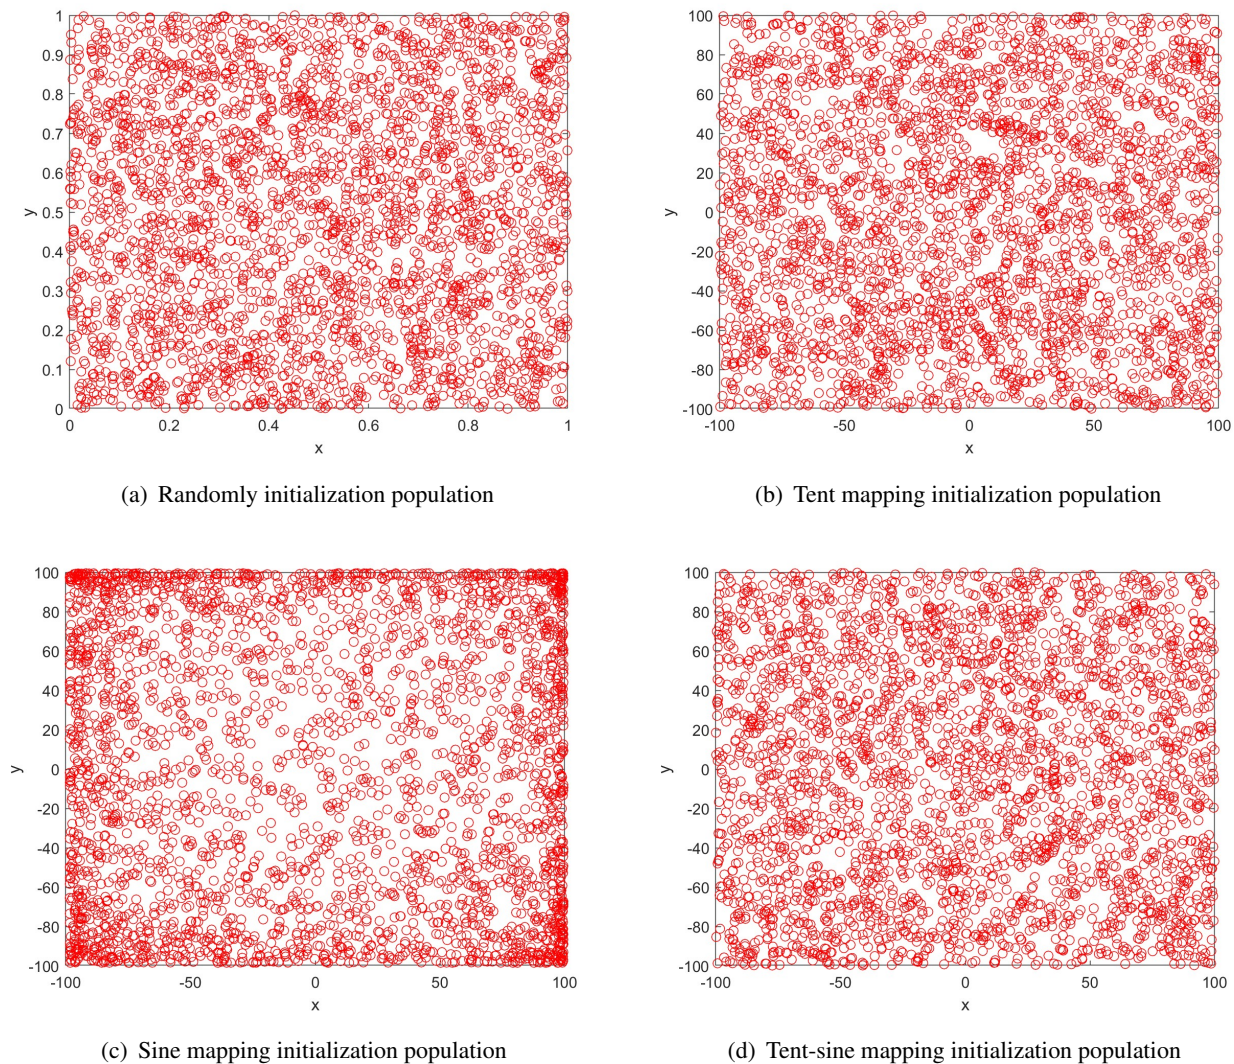 1
0.9
0.8
0.7
0.6
0.5
0.4
0.3
0.2
0.1
0
y
0 0.2 0.4 0.6 0.8 1
x
(a) Randomly initialization population
100
80
60
40
20
0
-20
-40
-60
-80
-100
y
-100 -50 0 50 100
x
(b) Tent mapping initialization population
100
80
60
40
20
0
-20
-40
-60
-80
-100
y
-100 -50 0 50 100
x
(c) Sine mapping initialization population
100
80
60
40
20
0
-20
-40
-60
-80
-100
y
-100 -50 0 50 100
x
(d) Tent-sine mapping initialization population